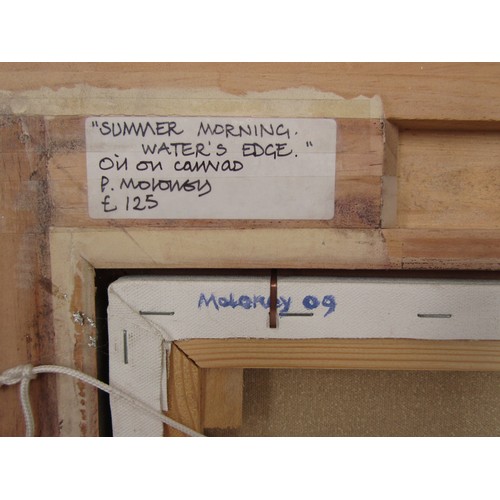 "SUMMER MORNING.
WATER'S EDGE."
Oil on canvas
P. Moloney
£125
Moloney 09